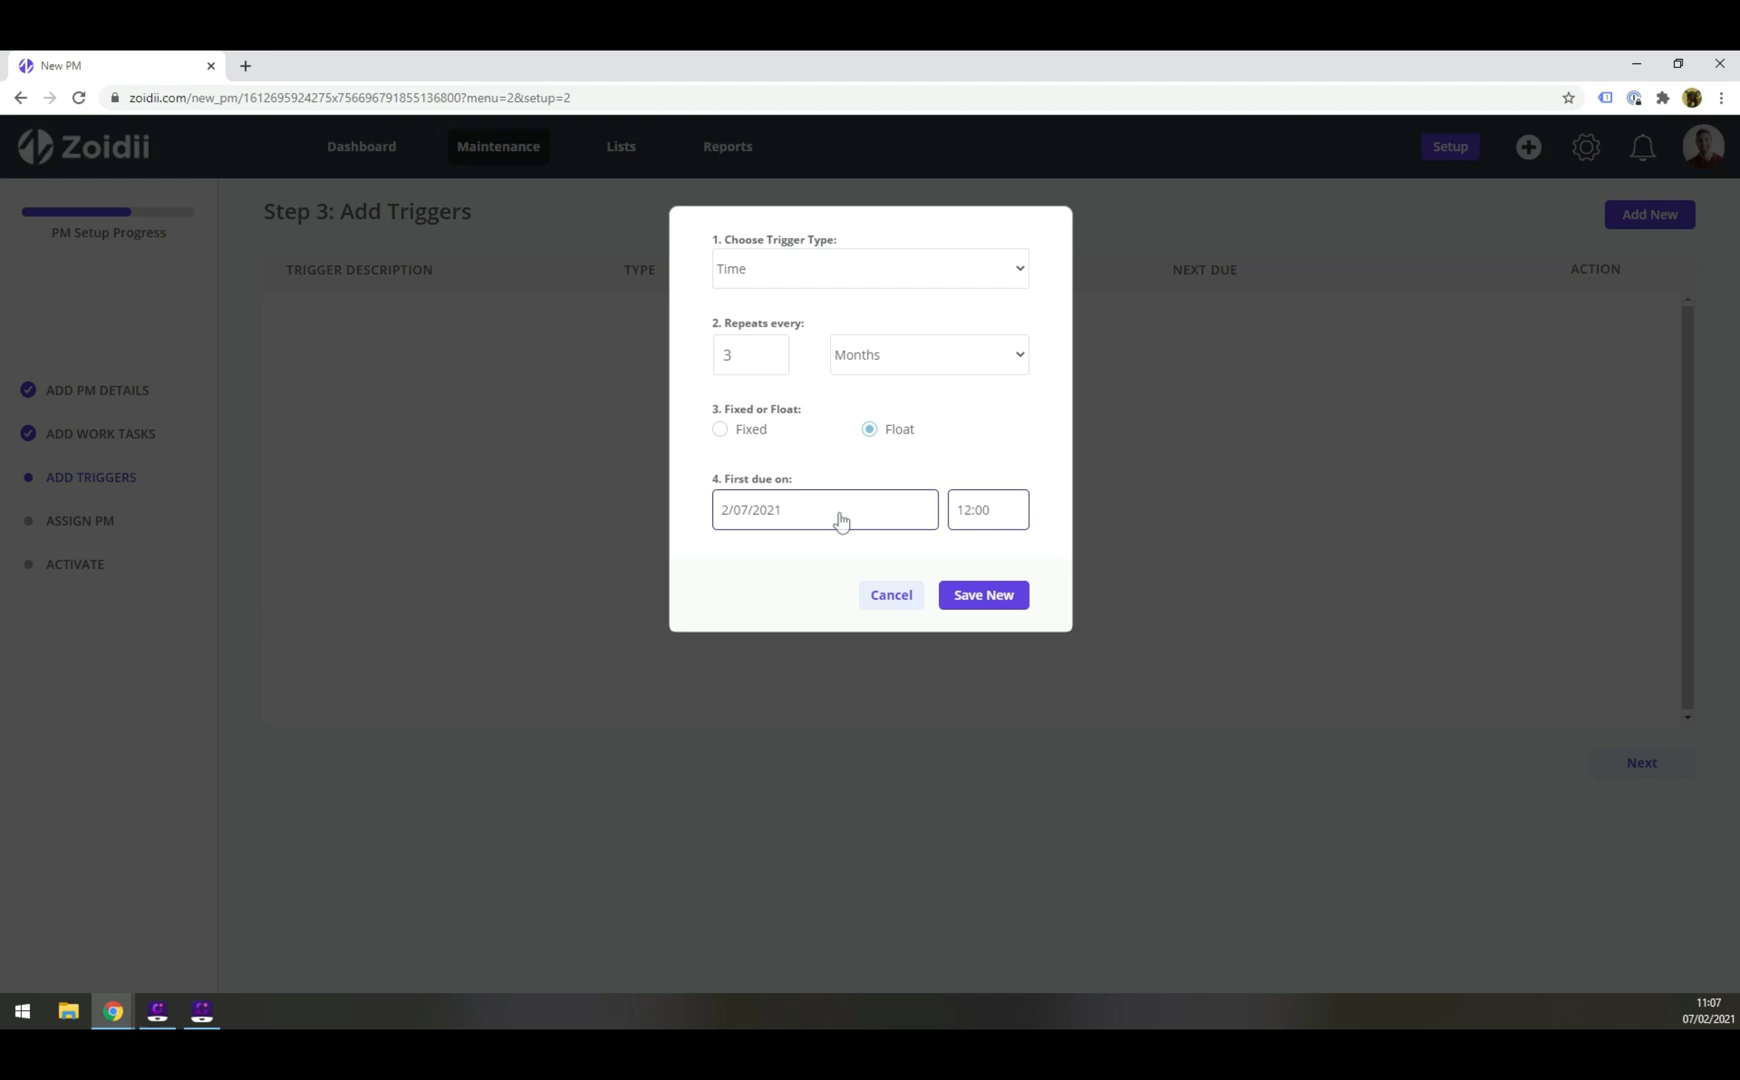 New PM
zoidii.com/new_pm/1612695924275x756696791855136800?menu=2&setup=2
Zoidii
Dashboard
Maintenance
Lists
Reports
Setup
PM Setup Progress
ADD PM DETAILS
ADD WORK TASKS
ADD TRIGGERS
ASSIGN PM
ACTIVATE
Step 3: Add Triggers
Add New
TRIGGER DESCRIPTION
TYPE
NEXT DUE
ACTION
1. Choose Trigger Type:
Time
2. Repeats every:
3
Months
3. Fixed or Float:
Fixed
Float
4. First due on:
2/07/2021
12:00
Cancel
Save New
Next
11:07
07/02/2021